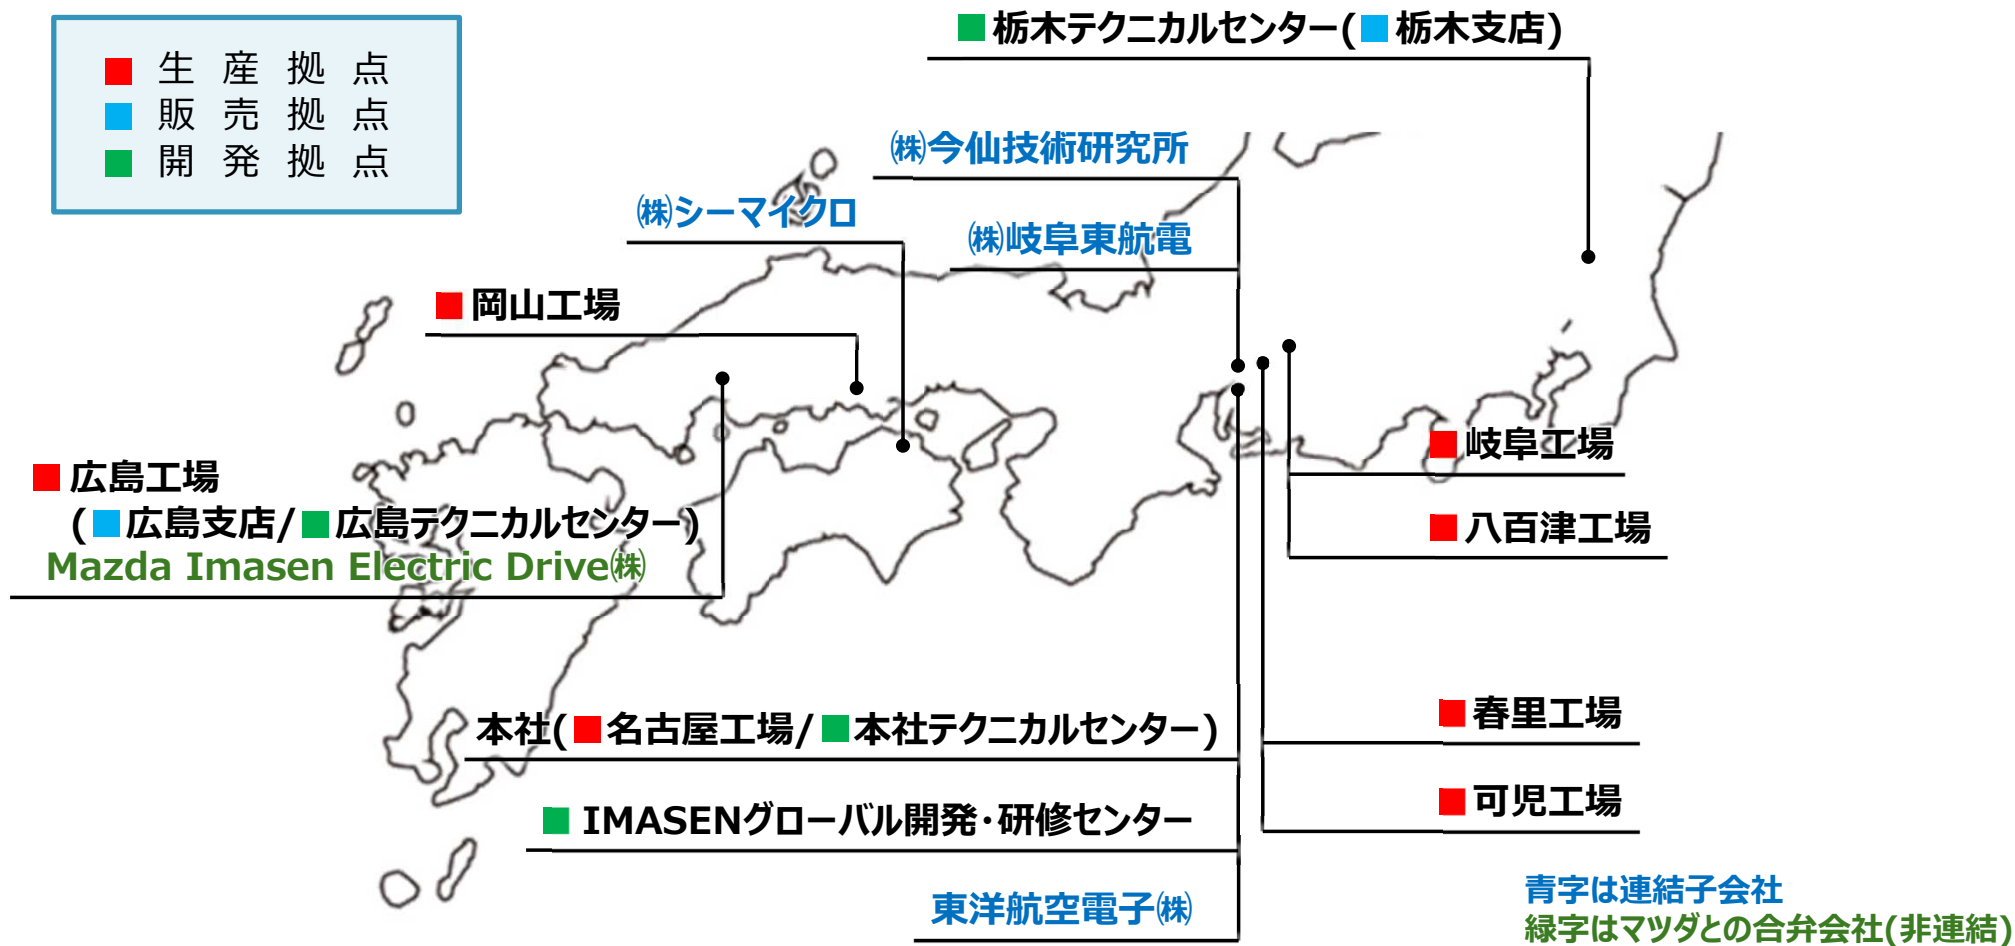 ■ 生産拠点
■ 販売拠点
■ 開発拠点
■栃木テクニカルセンター(■栃木支店)
㈱今仙技術研究所
㈱シーマイクロ
㈱岐阜東航電
■岡山工場
■岐阜工場
■広島工場
(■広島支店/■広島テクニカルセンター)
Mazda Imasen Electric Drive㈱
■八百津工場
本社(■名古屋工場/■本社テクニカルセンター)
■春里工場
■ IMASENグローバル開発・研修センター
■可児工場
東洋航空電子㈱
青字は連結子会社
緑字はマツダとの合弁会社(非連結)